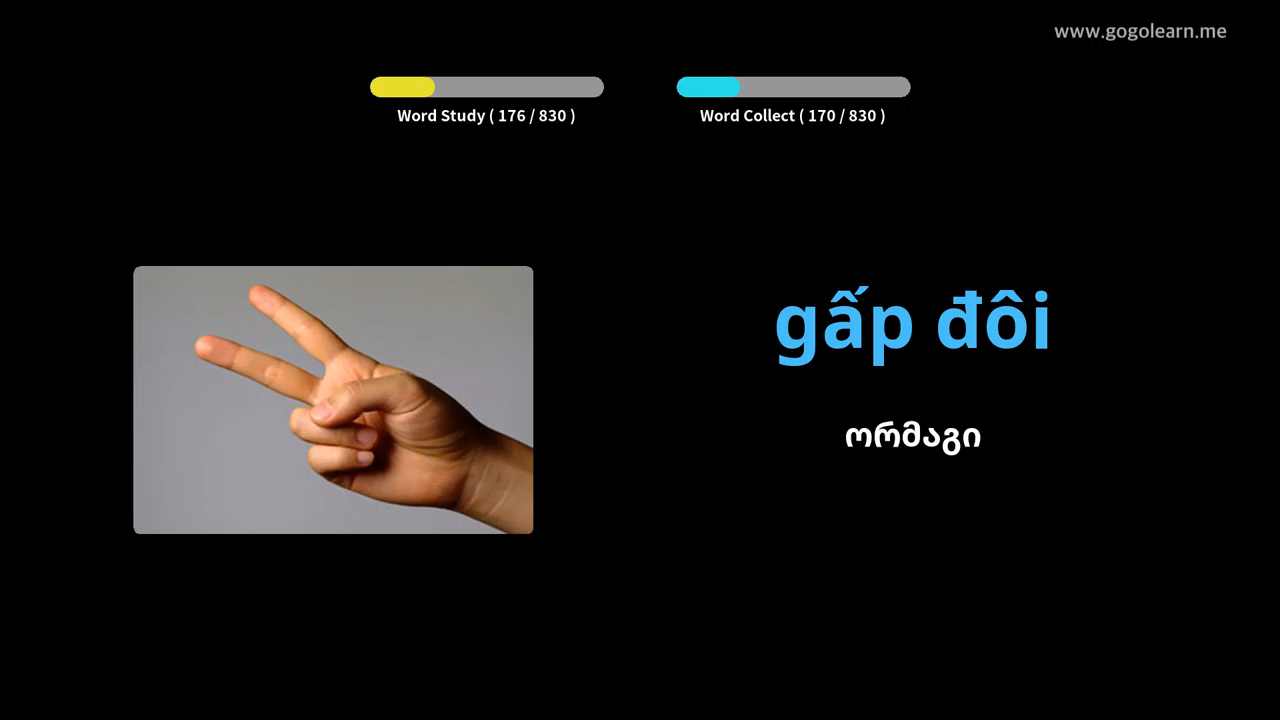 www.gogolearn.me
Word Study ( 176 / 830 )
Word Collect ( 170 / 830 )
gấp đôi
ორმაგი